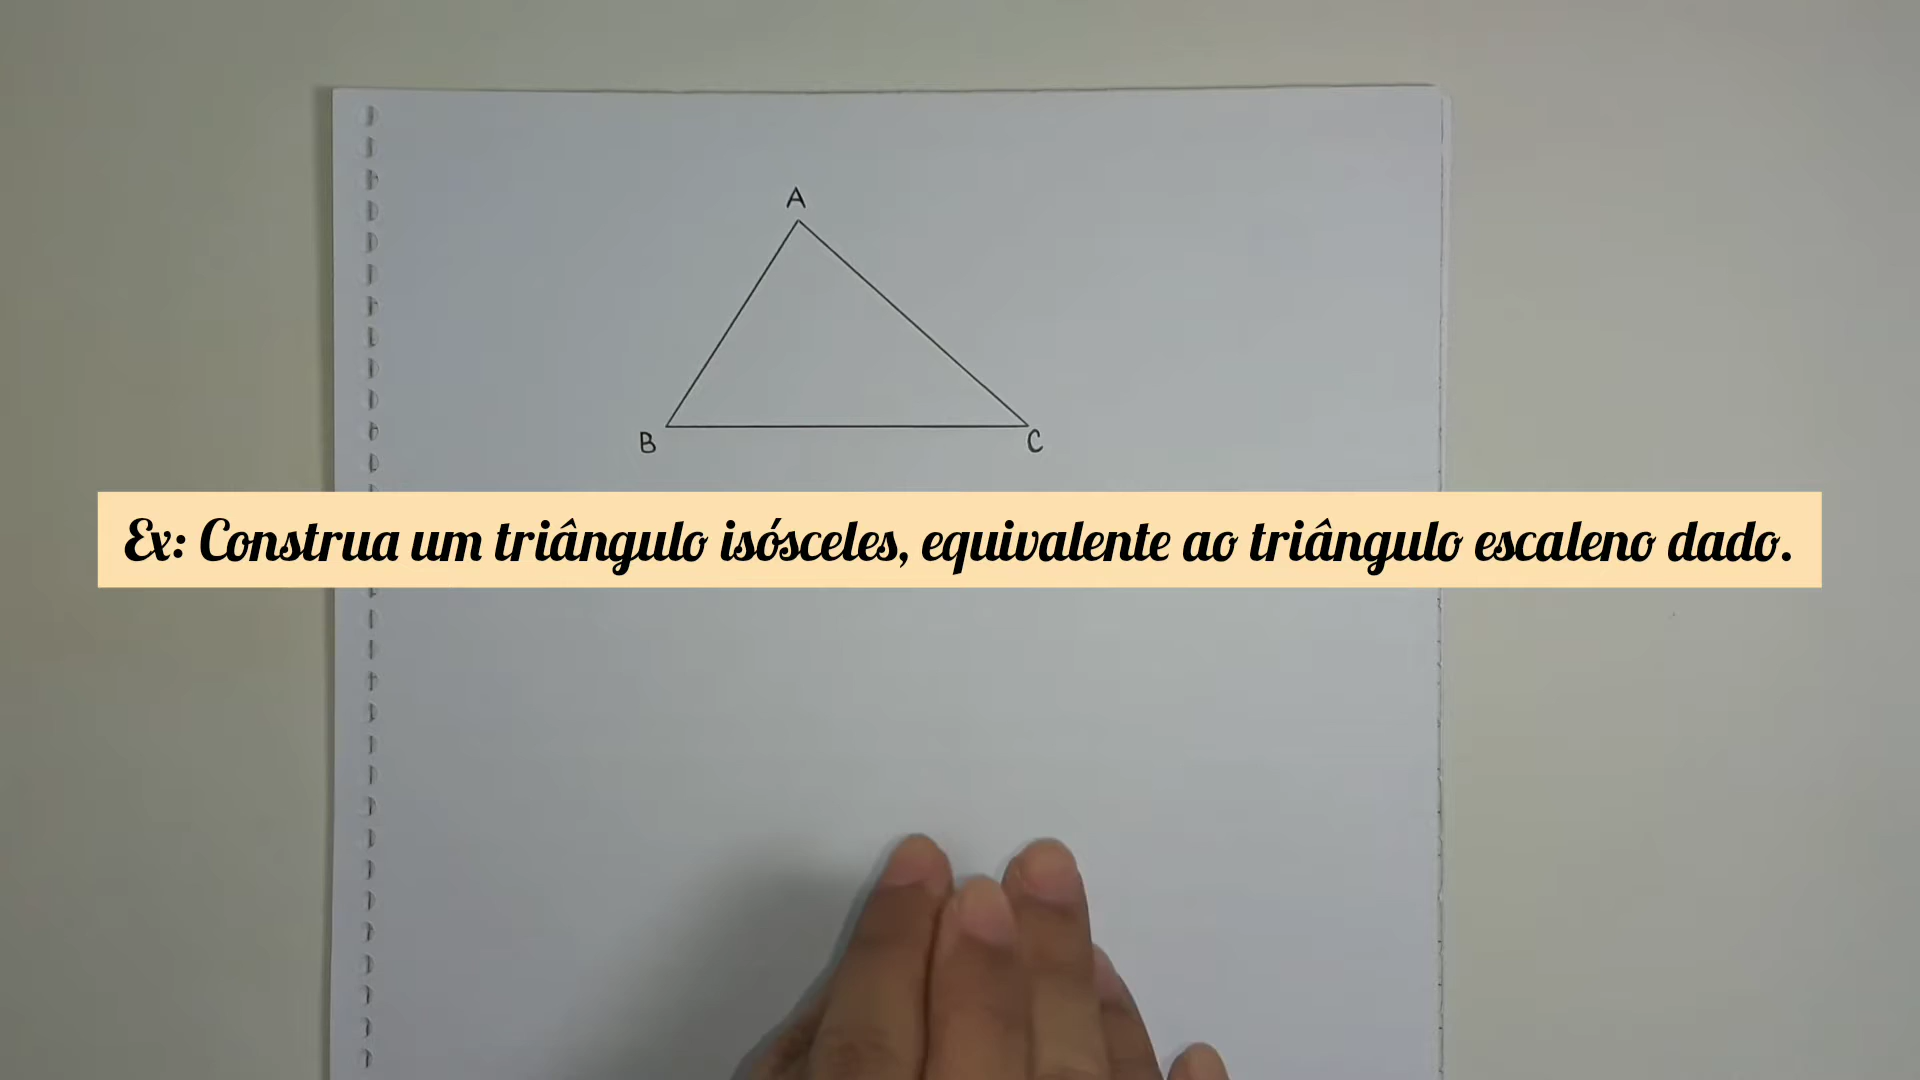 A
B
C
Ex: Construa um triângulo isósceles, equivalente ao triângulo escaleno dado.